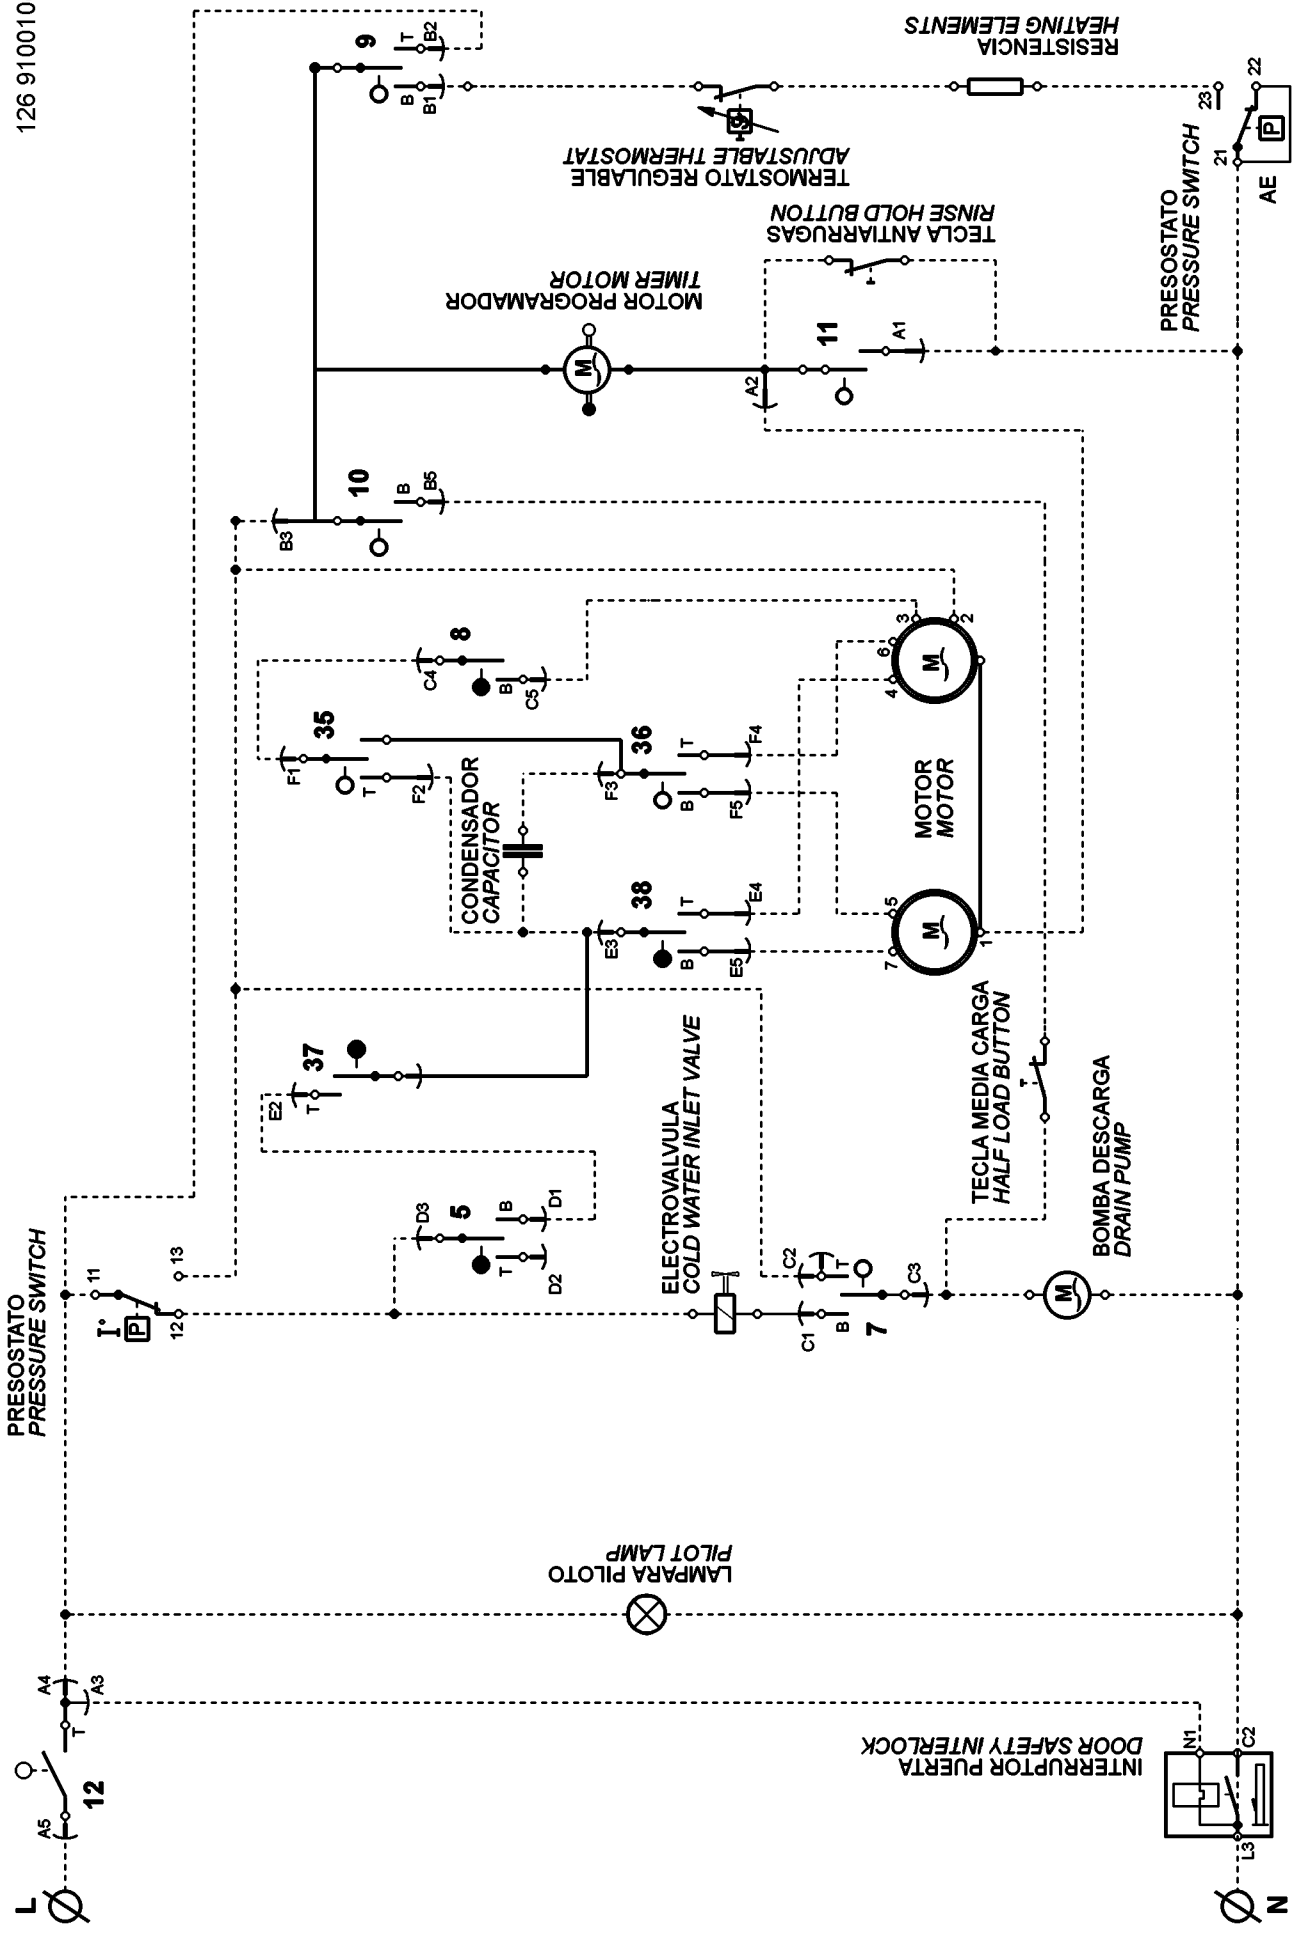 126 910010
L
A5
12
T
A4
A3
LAMPARA PILOTO
PILOT LAMP
INTERRUPTOR PUERTA
DOOR SAFETY INTERLOCK
N1
C2
L3
N
PRESOSTATO
PRESSURE SWITCH
11
13
12
I°
P
D3
5
B
D1
T
D2
E2
T
37
ELECTROVALVULA
COLD WATER INLET VALVE
C2
T
C1
B
7
C3
M
BOMBA DESCARGA
DRAIN PUMP
TECLA MEDIA CARGA
HALF LOAD BUTTON
F1
35
T
F2
C4
8
B
C5
CONDENSADOR
CAPACITOR
F3
36
T
F4
B
F5
E3
38
T
E4
B
E5
MOTOR
MOTOR
M
3
2
6
4
M
5
7
1
B3
10
B
B5
MOTOR PROGRAMADOR
TIMER MOTOR
M
A2
11
A1
TECLA ANTIARRUGAS
RINSE HOLD BUTTON
9
T
B2
B
B1
TERMOSTATO REGULABLE
ADJUSTABLE THERMOSTAT
RESISTENCIA
HEATING ELEMENTS
PRESOSTATO
PRESSURE SWITCH
23
22
21
P
AE